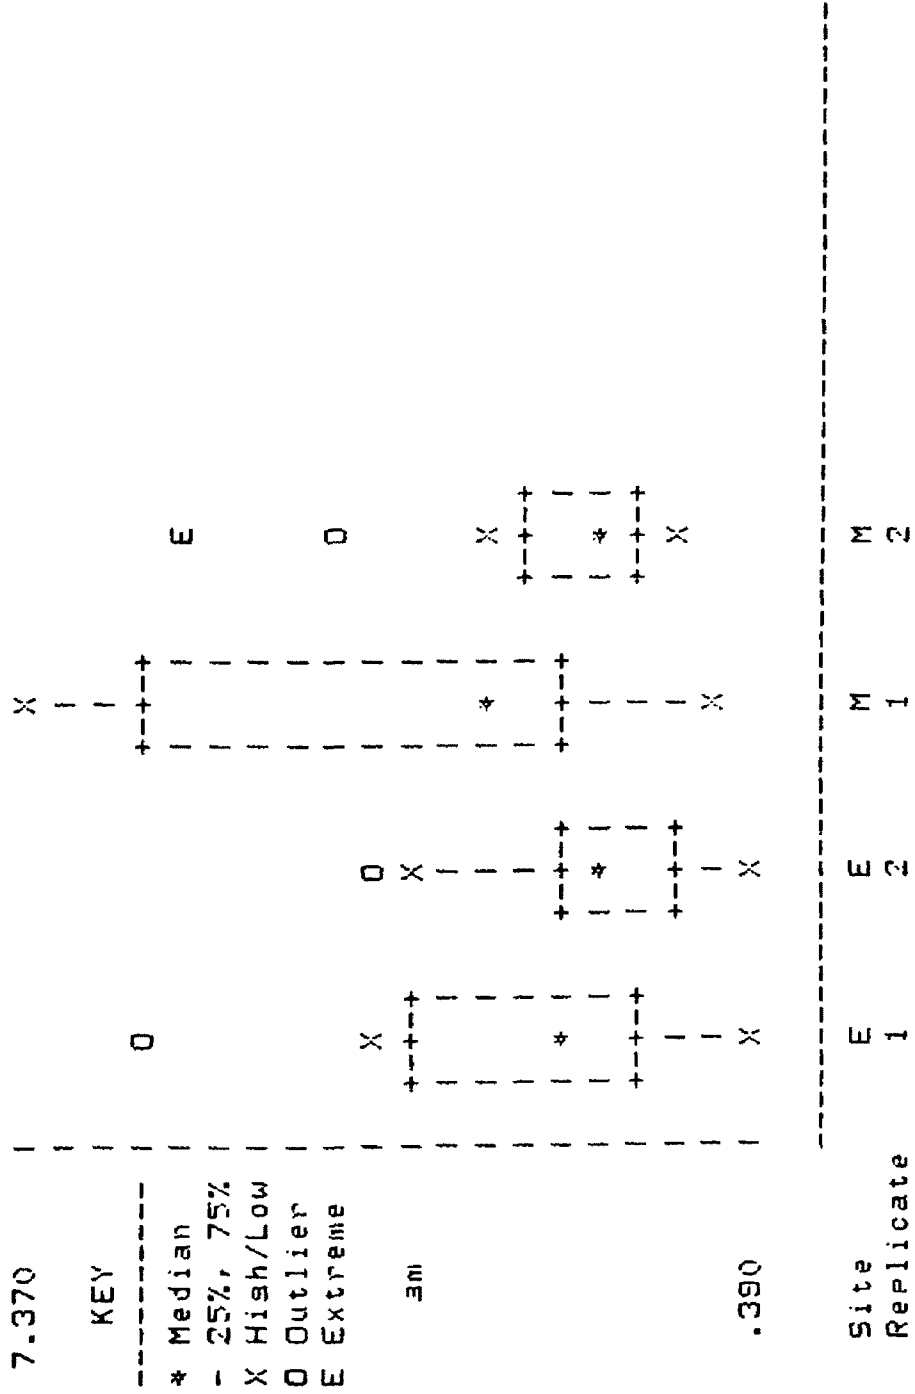 7.370
KEY
* Median
- 25%, 75%
X High/Low
O Outlier
E Extreme
3m
.390
Site E E M M
Replicate 1 2 1 2